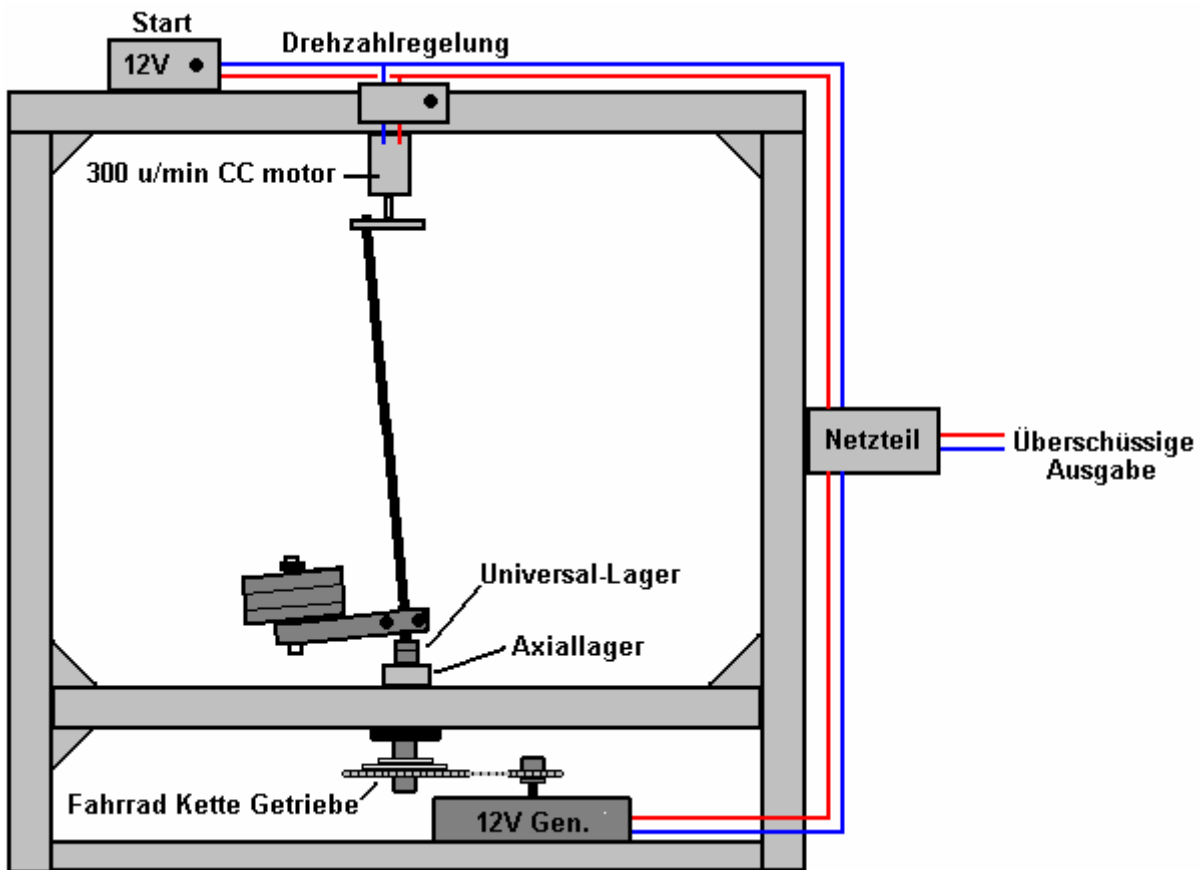 Start
12V
Drehzahlregelung
300 u/min CC motor
Netzteil
Überschüssige
Ausgabe
Universal-Lager
Axiallager
Fahrrad Kette Getriebe
12V Gen.